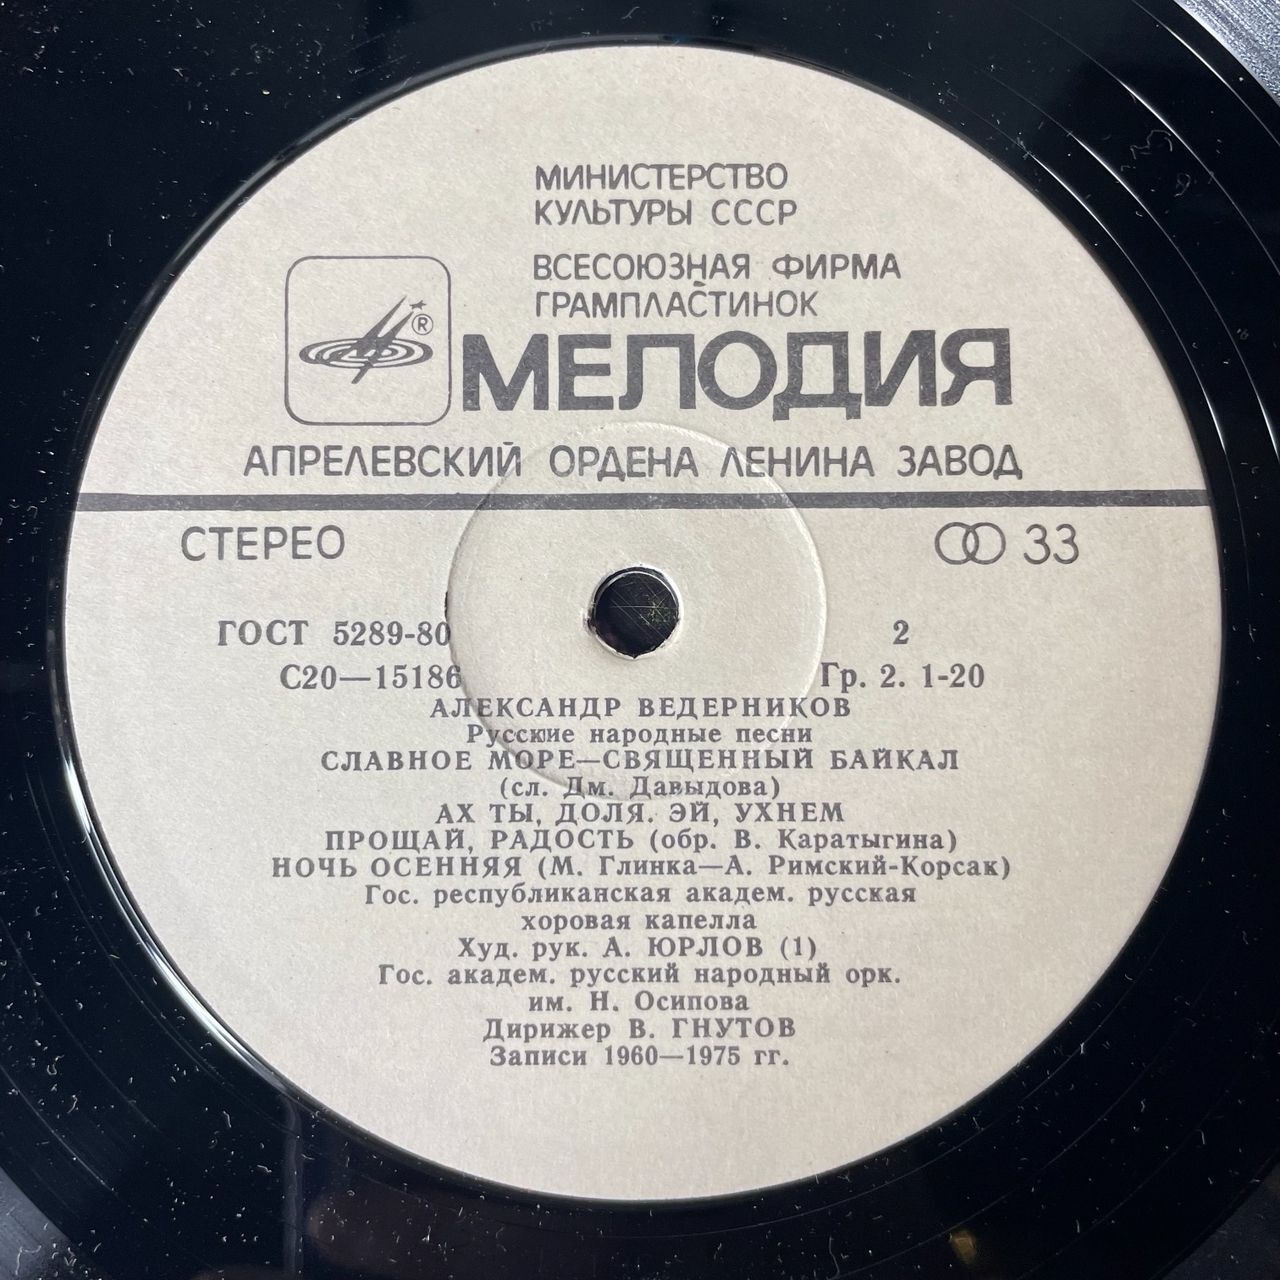 МИНИСТЕРСТВО
КУЛЬТУРЫ СССР
ВСЕСОЮЗНАЯ ФИРМА
ГРАМПЛАСТИНОК
®
МЕЛОДИЯ
АПРЕЛЕВСКИЙ ОРДЕНА ЛЕНИНА ЗАВОД
СТЕРЕО 33
ГОСТ 5289-80 2
С20—15186 Гр. 2. 1-20
АЛЕКСАНДР ВЕДЕРНИКОВ
Русские народные песни
СЛАВНОЕ МОРЕ—СВЯЩЕННЫЙ БАЙКАЛ
(сл. Дм. Давыдова)
АХ ТЫ, ДОЛЯ. ЭЙ, УХНЕМ
ПРОЩАЙ, РАДОСТЬ (обр. В. Каратыгина)
НОЧЬ ОСЕННЯЯ (М. Глинка—А. Римский-Корсак)
Гос. республиканская академ. русская
хоровая капелла
Худ. рук. А. ЮРЛОВ (1)
Гос. академ. русский народный орк.
им. Н. Осипова
Дирижер В. ГНУТОВ
Записи 1960—1975 гг.